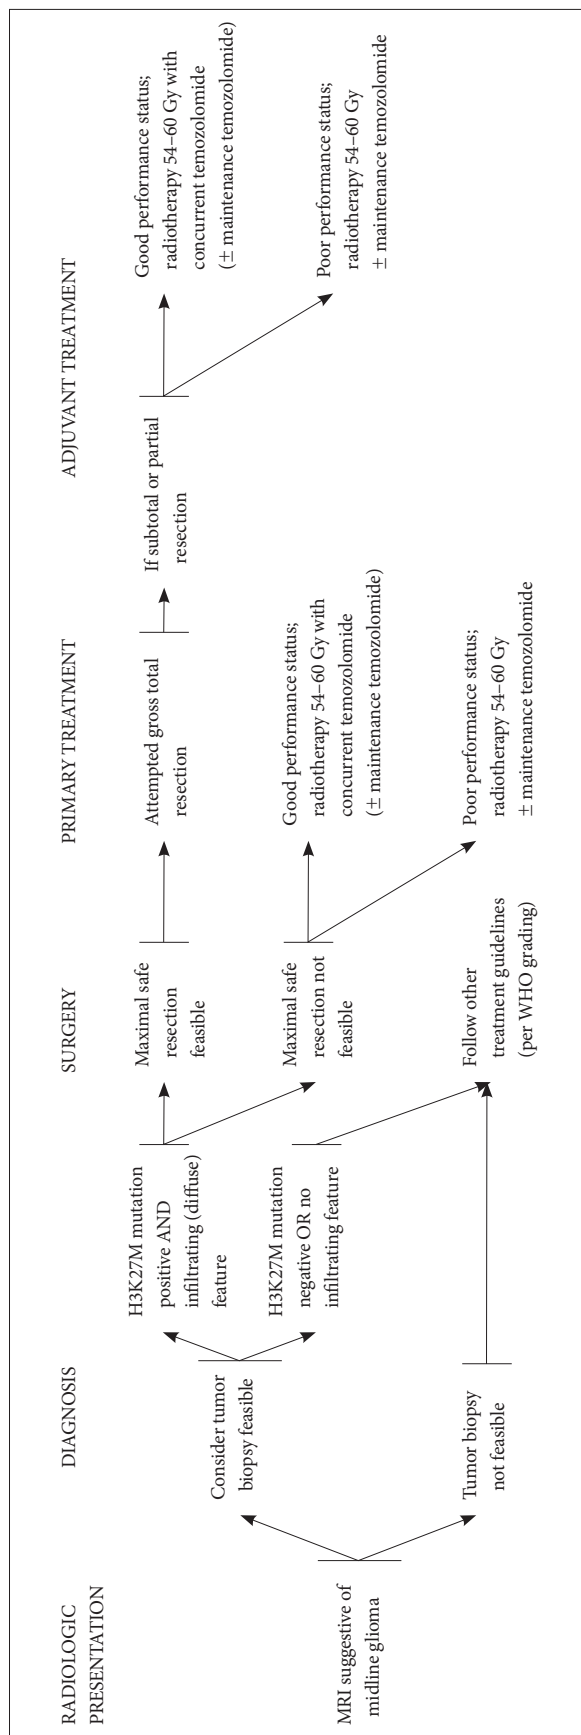 RADIOLOGIC
PRESENTATION
DIAGNOSIS
SURGERY
PRIMARY TREATMENT
ADJUVANT TREATMENT
MRI suggestive of
midline glioma
Consider tumor
biopsy feasible
Tumor biopsy
not feasible
H3K27M mutation
positive AND
infiltrating (diffuse)
feature
H3K27M mutation
negative OR no
infiltrating feature
Maximal safe
resection
feasible
Maximal safe
resection not
feasible
Follow other
treatment guidelines
(per WHO grading)
Attempted gross total
resection
Good performance status;
radiotherapy 54–60 Gy with
concurrent temozolomide
(± maintenance temozolomide)
Poor performance status;
radiotherapy 54–60 Gy
± maintenance temozolomide
If subtotal or partial
resection
Good performance status;
radiotherapy 54–60 Gy with
concurrent temozolomide
(± maintenance temozolomide)
Poor performance status;
radiotherapy 54–60 Gy
± maintenance temozolomide